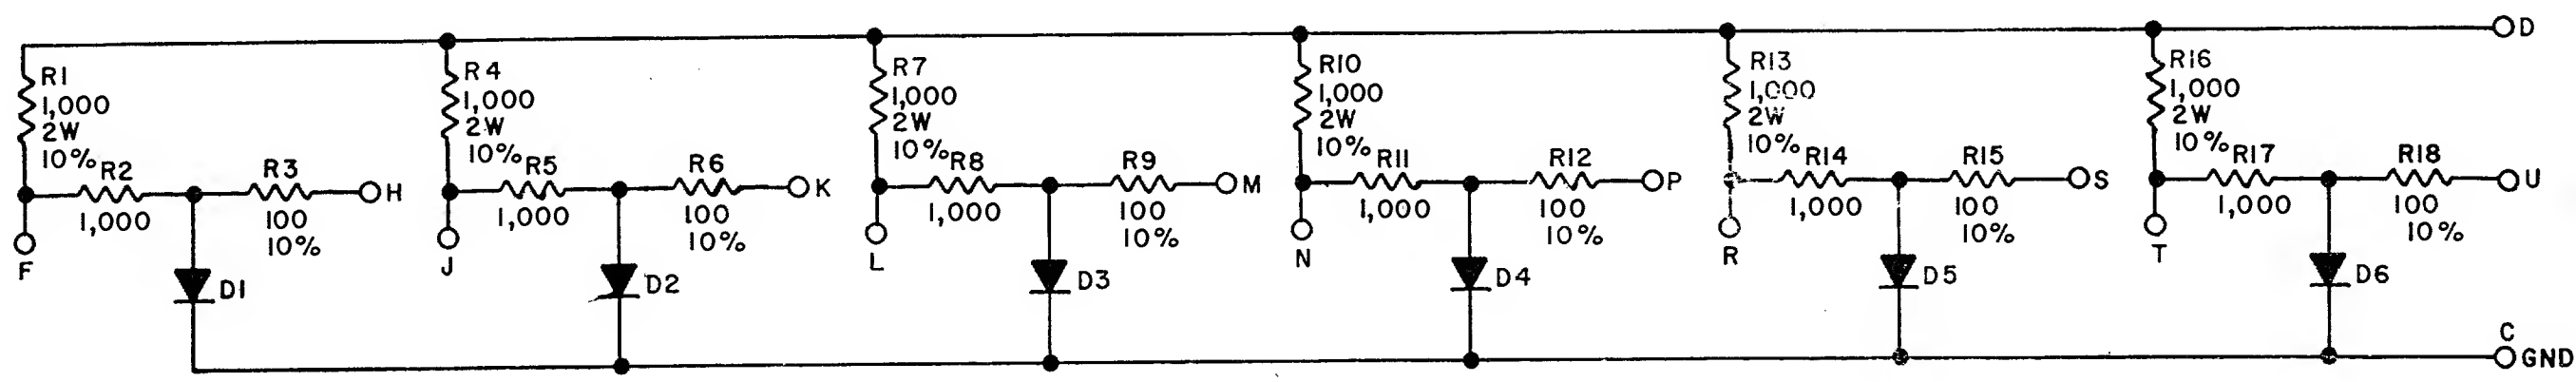 D
R1
1,000
2W
10%
R2
1,000
R3
100
10%
H
F
D1
R4
1,000
2W
10%
R5
1,000
R6
100
10%
K
J
D2
R7
1,000
2W
10%
R8
1,000
R9
100
10%
M
L
D3
R10
1,000
2W
10%
R11
1,000
R12
100
10%
P
N
D4
R13
1,000
2W
10%
R14
1,000
R15
100
10%
S
R
D5
R16
1,000
2W
10%
R17
1,000
R18
100
10%
U
T
D6
C
GND